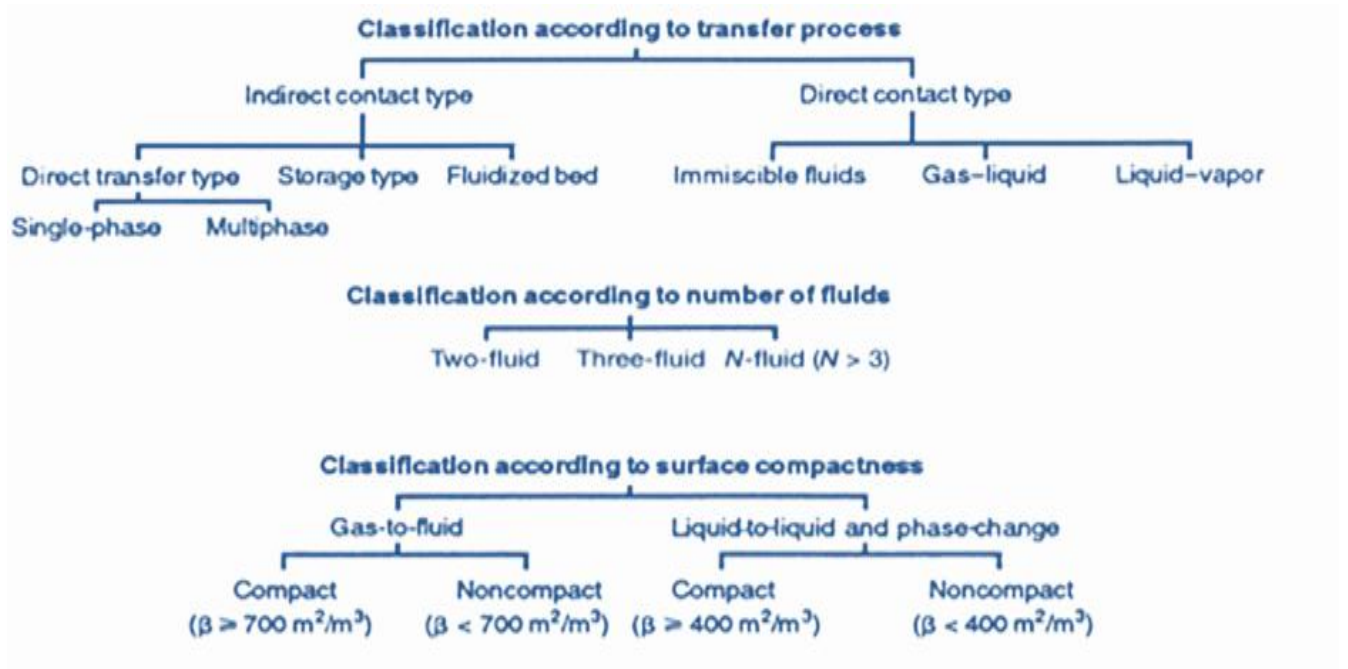 Classification according to transfer process
Indirect contact type Direct contact type
Direct transfer type Storage type Fluidized bed Immiscible fluids Gas–liquid Liquid–vapor
Single-phase Multiphase
Classification according to number of fluids
Two-fluid Three-fluid N-fluid (N > 3)
Classification according to surface compactness
Gas-to-fluid Liquid-to-liquid and phase-change
Compact Noncompact Compact Noncompact
(β ⩾ 700 m²/m³) (β < 700 m²/m³) (β ⩾ 400 m²/m³) (β < 400 m²/m³)